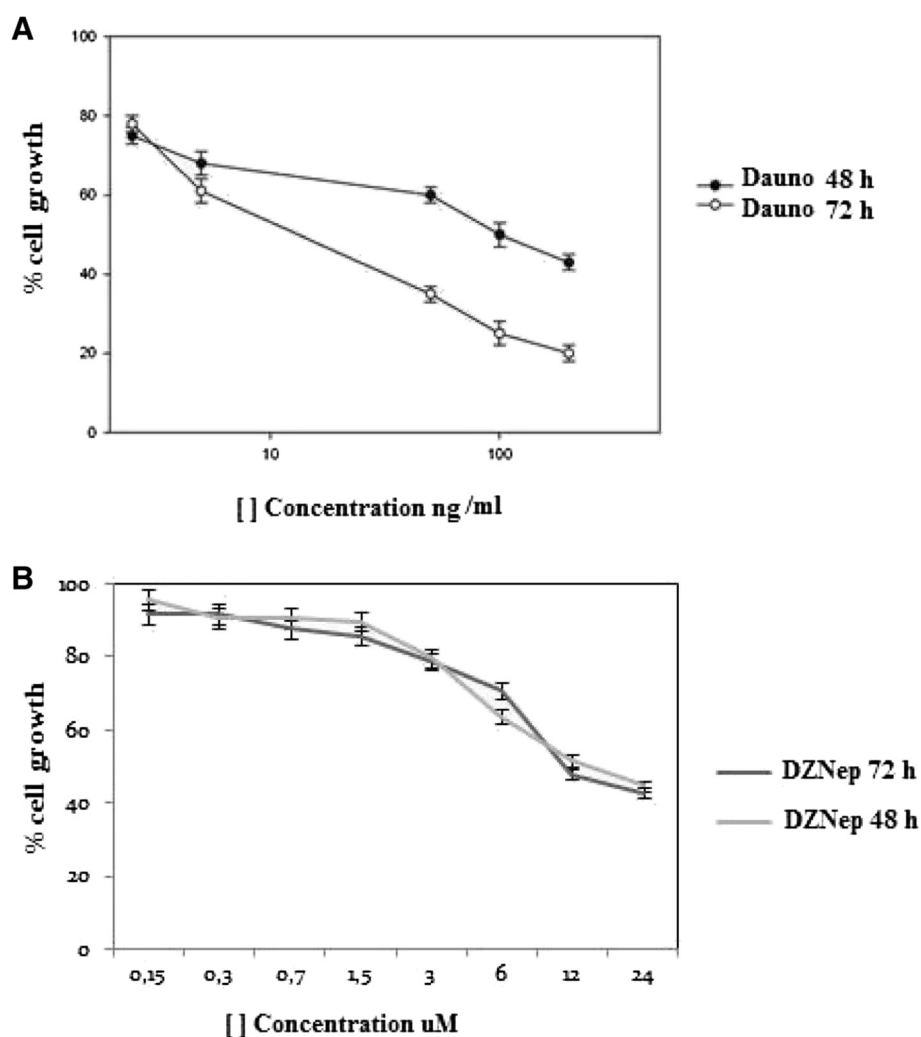 A
100
80
60
40
20
0
% cell growth
10
100
[ ] Concentration ng/ml
Dauno 48 h
Dauno 72 h
B
100
80
60
40
20
0
% cell growth
0,15 0,3 0,7 1,5 3 6 12 24
[ ] Concentration uM
DZNep 72 h
DZNep 48 h